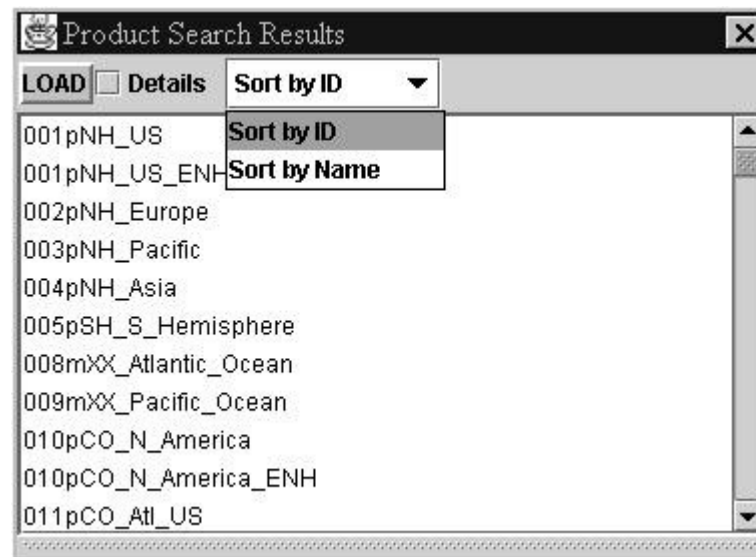 Product Search Results
LOAD Details Sort by ID
Sort by ID
Sort by Name
001pNH_US
001pNH_US_ENH
002pNH_Europe
003pNH_Pacific
004pNH_Asia
005pSH_S_Hemisphere
008mXX_Atlantic_Ocean
009mXX_Pacific_Ocean
010pCO_N_America
010pCO_N_America_ENH
011pCO_Atl_US